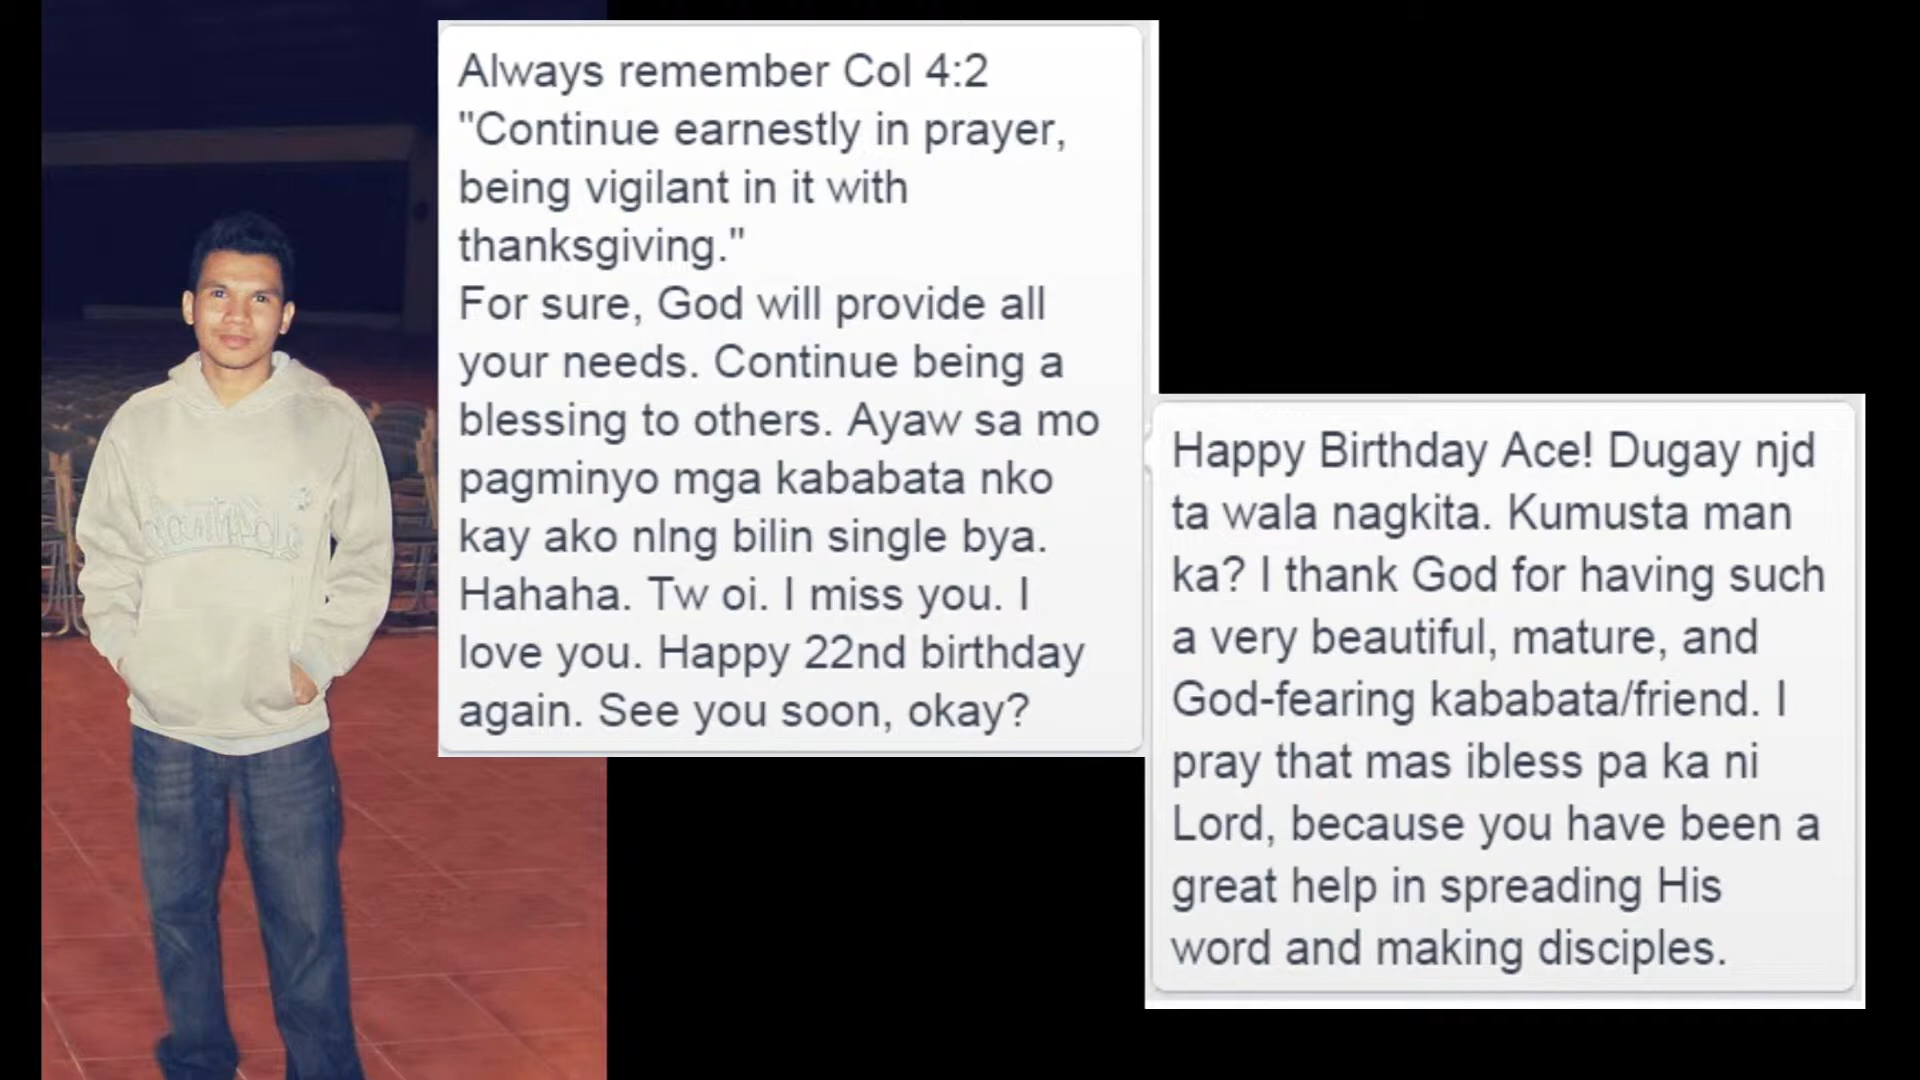 Always remember Col 4:2
"Continue earnestly in prayer,
being vigilant in it with
thanksgiving."
For sure, God will provide all
your needs. Continue being a
blessing to others. Ayaw sa mo
pagminyo mga kababata nko
kay ako nlng bilin single bya.
Hahaha. Tw oi. I miss you. I
love you. Happy 22nd birthday
again. See you soon, okay?
Happy Birthday Ace! Dugay njd
ta wala nagkita. Kumusta man
ka? I thank God for having such
a very beautiful, mature, and
God-fearing kababata/friend. I
pray that mas ibless pa ka ni
Lord, because you have been a
great help in spreading His
word and making disciples.